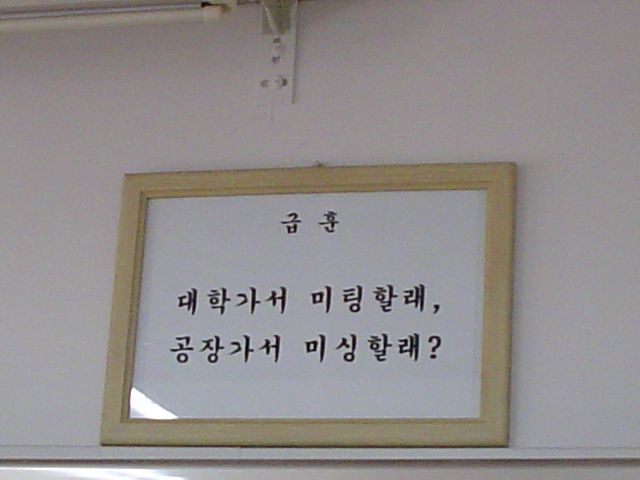 급 훈
대학가서 미팅할래,
공장가서 미싱할래?